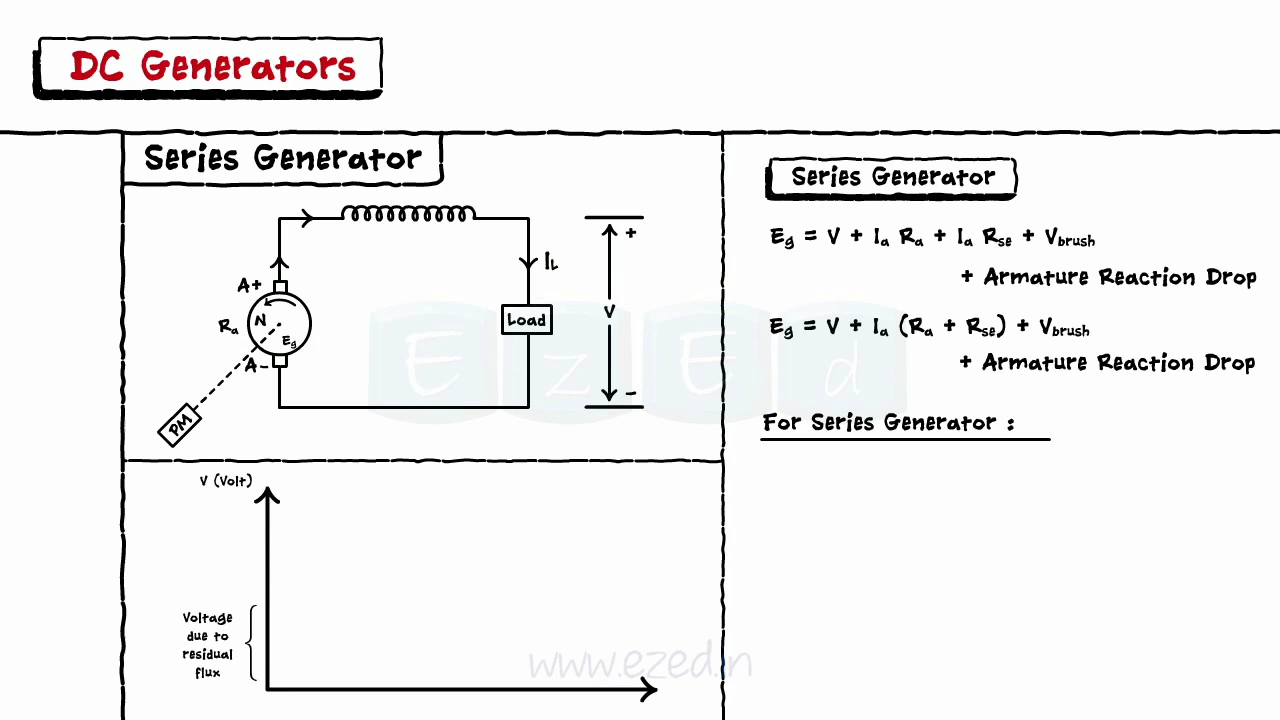 DC Generators
Series Generator
A+
Ra
N
Eg
A-
PM
IL
Load
+
V
-
V (Volt)
Voltage
due to
residual
flux
Series Generator
Eg = V + Ia Ra + Ia Rse + Vbrush
+ Armature Reaction Drop
Eg = V + Ia (Ra + Rse) + Vbrush
+ Armature Reaction Drop
For Series Generator :
EzEd
www.ezed.in